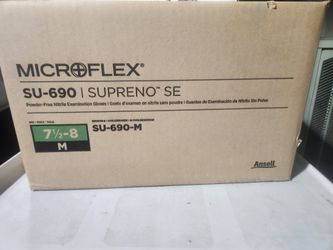 MICROFLEX®
SU-690 | SUPRENO™ SE
Powder-Free Nitrile Examination Gloves | Gants d'examen en nitrile sans poudre | Guantes de Examinación de Nitrilo Sin Polvo
7½-8
M
SU-690-M
Ansell